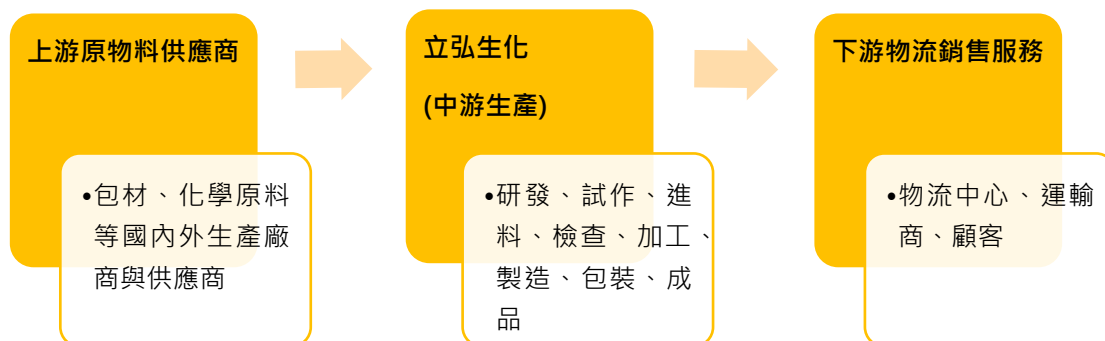 上游原物料供應商
•包材、化學原料
等國內外生產廠
商與供應商
立弘生化
(中游生產)
•研發、試作、進
料、檢查、加工、
製造、包裝、成
品
下游物流銷售服務
•物流中心、運輸
商、顧客